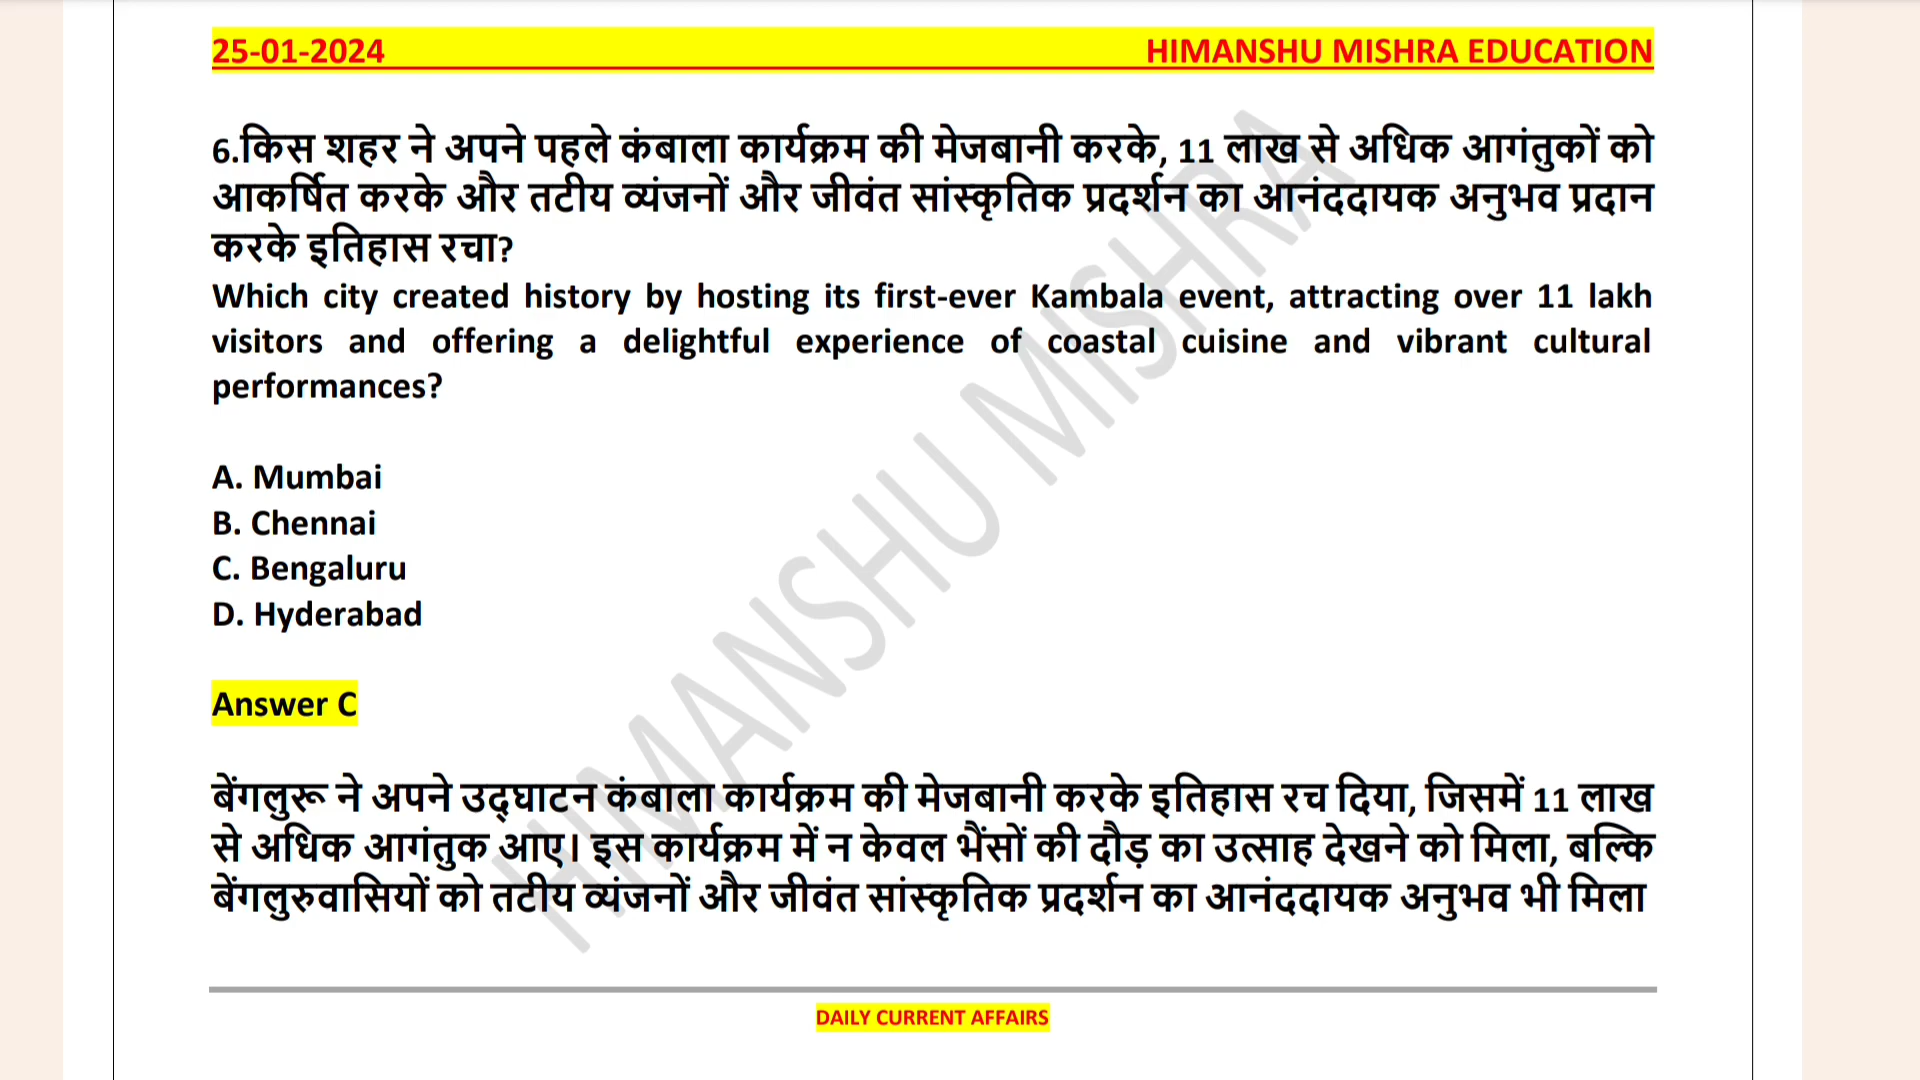 25-01-2024 HIMANSHU MISHRA EDUCATION
6.किस शहर ने अपने पहले कंबाला कार्यक्रम की मेजबानी करके, 11 लाख से अधिक आगंतुकों को
आकर्षित करके और तटीय व्यंजनों और जीवंत सांस्कृतिक प्रदर्शन का आनंददायक अनुभव प्रदान
करके इतिहास रचा?
Which city created history by hosting its first-ever Kambala event, attracting over 11 lakh
visitors and offering a delightful experience of coastal cuisine and vibrant cultural
performances?
A. Mumbai
B. Chennai
C. Bengaluru
D. Hyderabad
Answer C
बेंगलुरू ने अपने उद्घाटन कंबाला कार्यक्रम की मेजबानी करके इतिहास रच दिया, जिसमें 11 लाख
से अधिक आगंतुक आए। इस कार्यक्रम में न केवल भैंसों की दौड़ का उत्साह देखने को मिला, बल्कि
बेंगलुरुवासियों को तटीय व्यंजनों और जीवंत सांस्कृतिक प्रदर्शन का आनंददायक अनुभव भी मिला
HIMANSHU MISHRA
DAILY CURRENT AFFAIRS